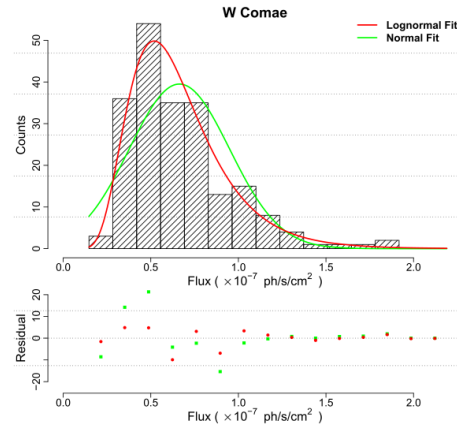 W Comae
Lognormal Fit
Normal Fit
Counts
50
40
30
20
10
0
0.0 0.5 1.0 1.5 2.0
Flux ( ×10⁻⁷ ph/s/cm² )
Residual
20
10
0
−20
0.0 0.5 1.0 1.5 2.0
Flux ( ×10⁻⁷ ph/s/cm² )